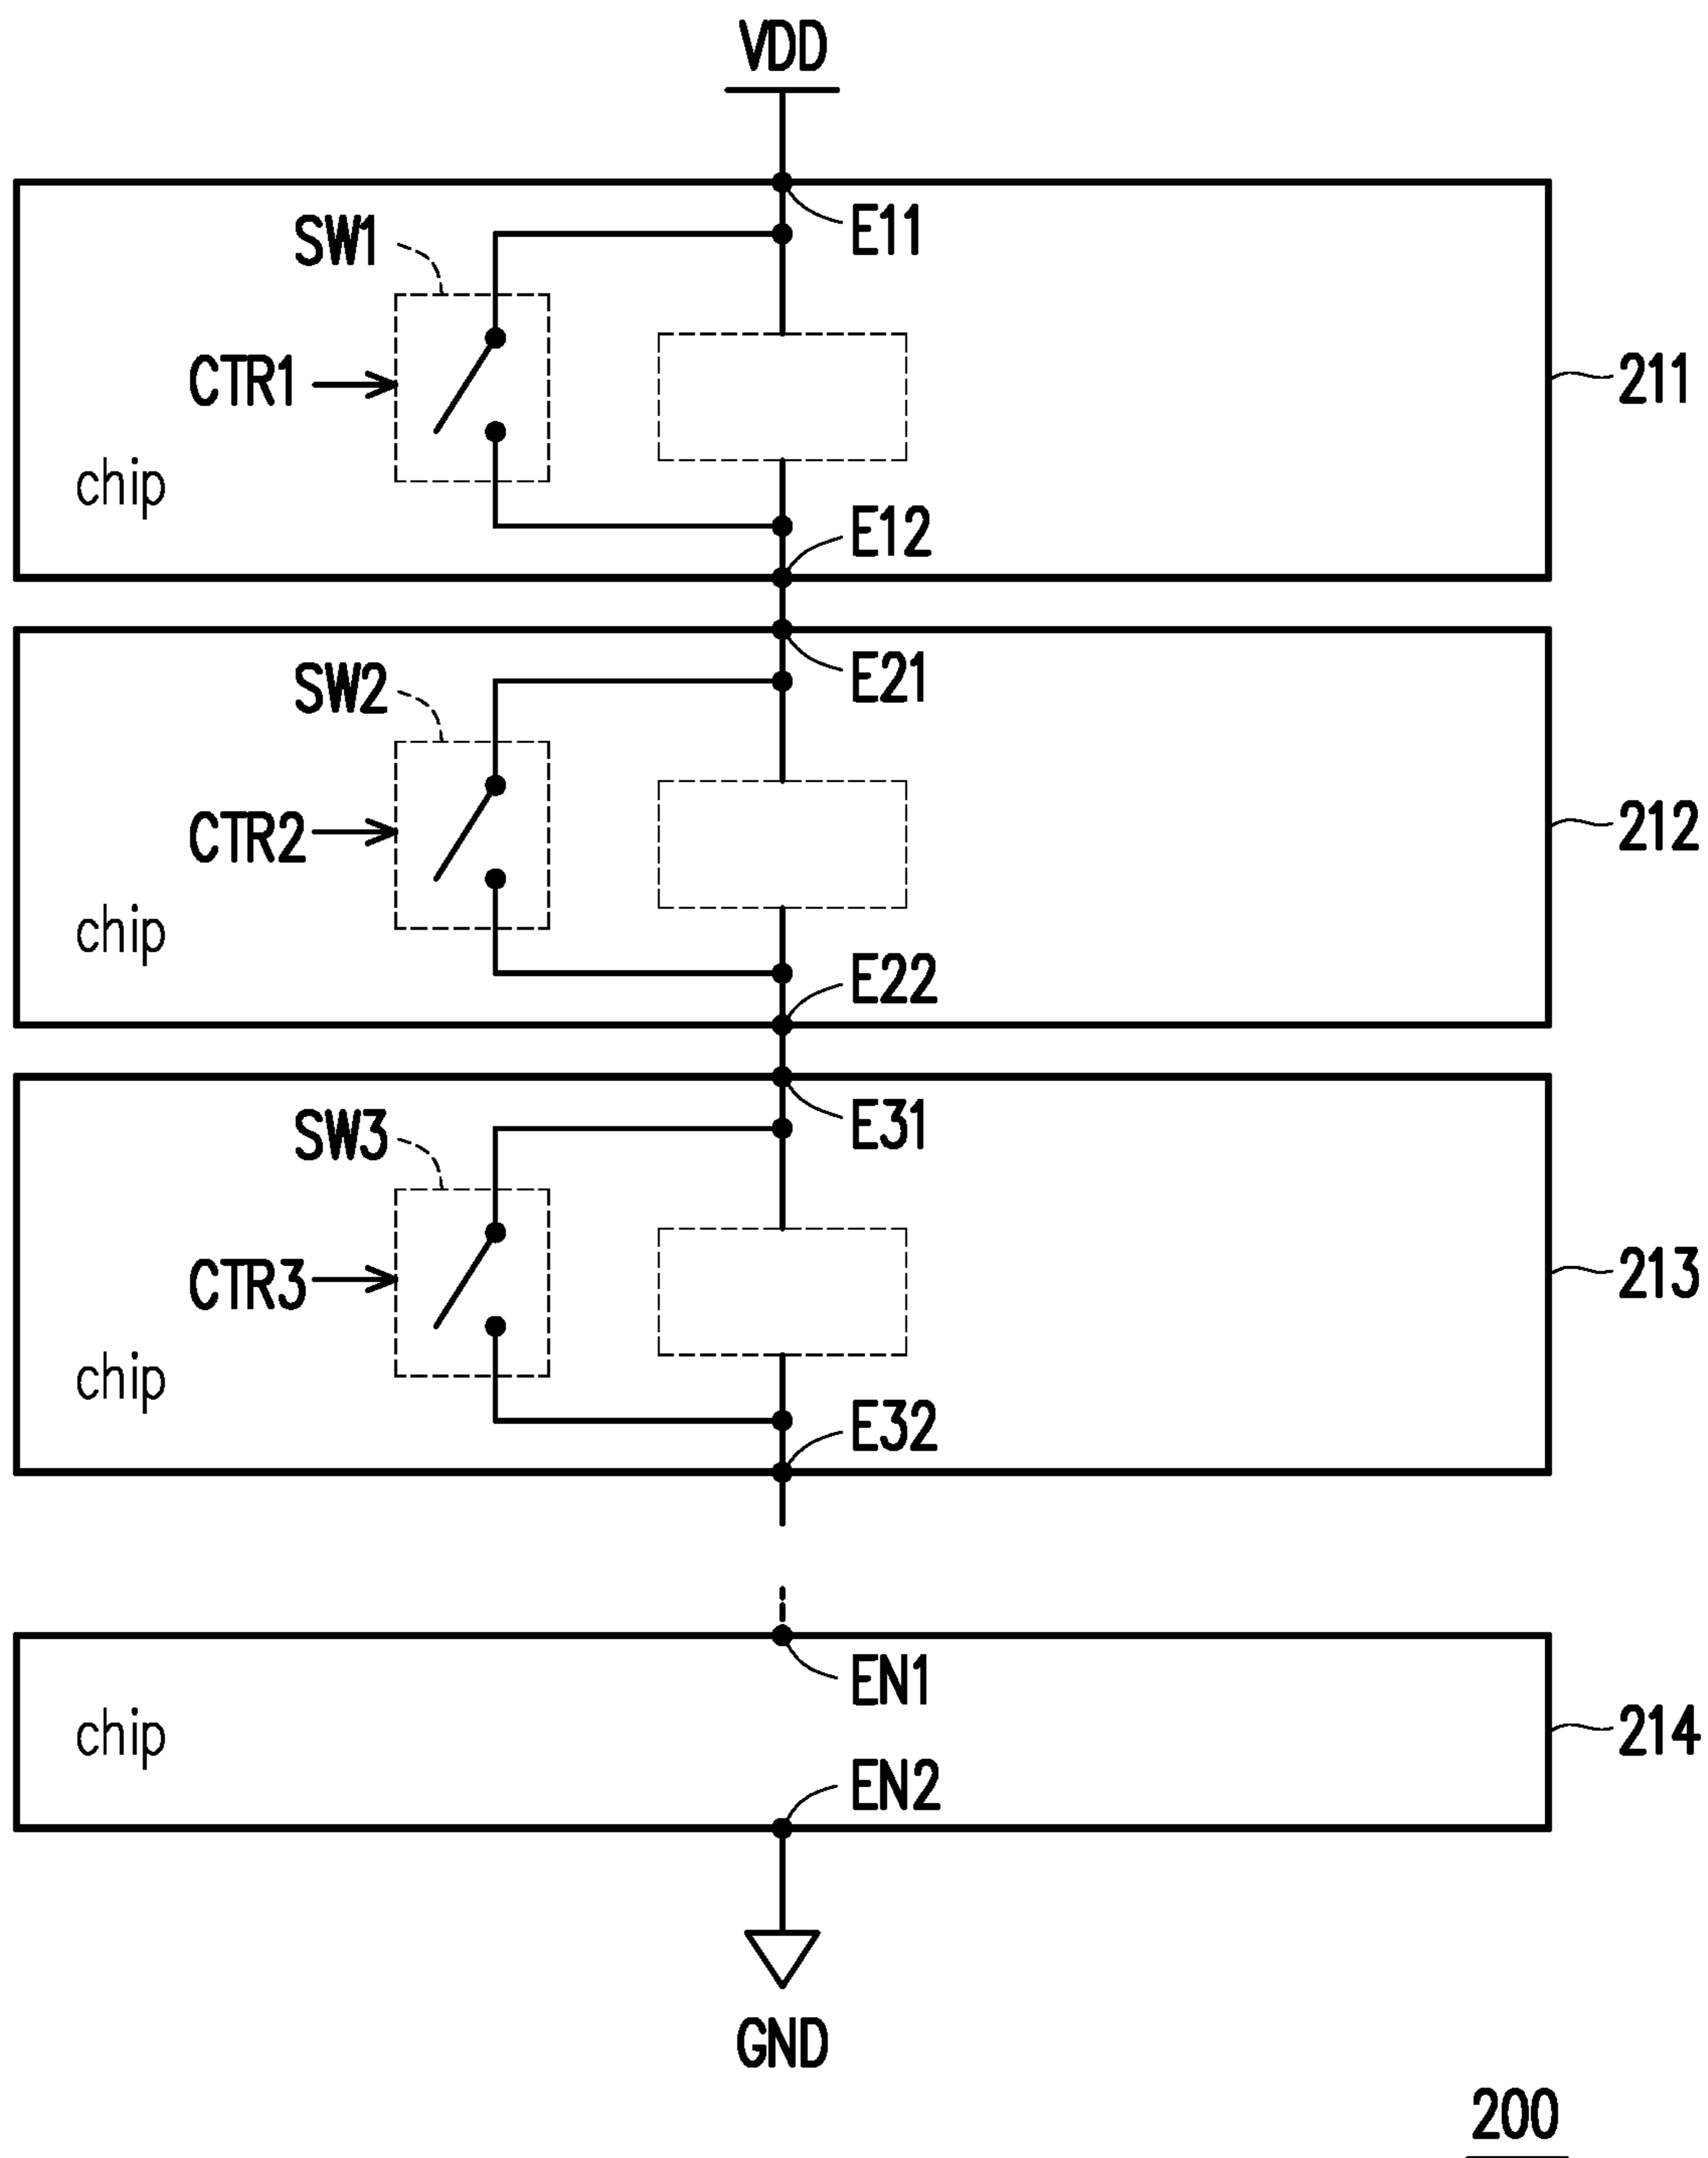 VDD
E11
SW1
CTR1
211
chip
E12
E21
SW2
CTR2
212
chip
E22
E31
SW3
CTR3
213
chip
E32
EN1
chip
214
EN2
GND
200